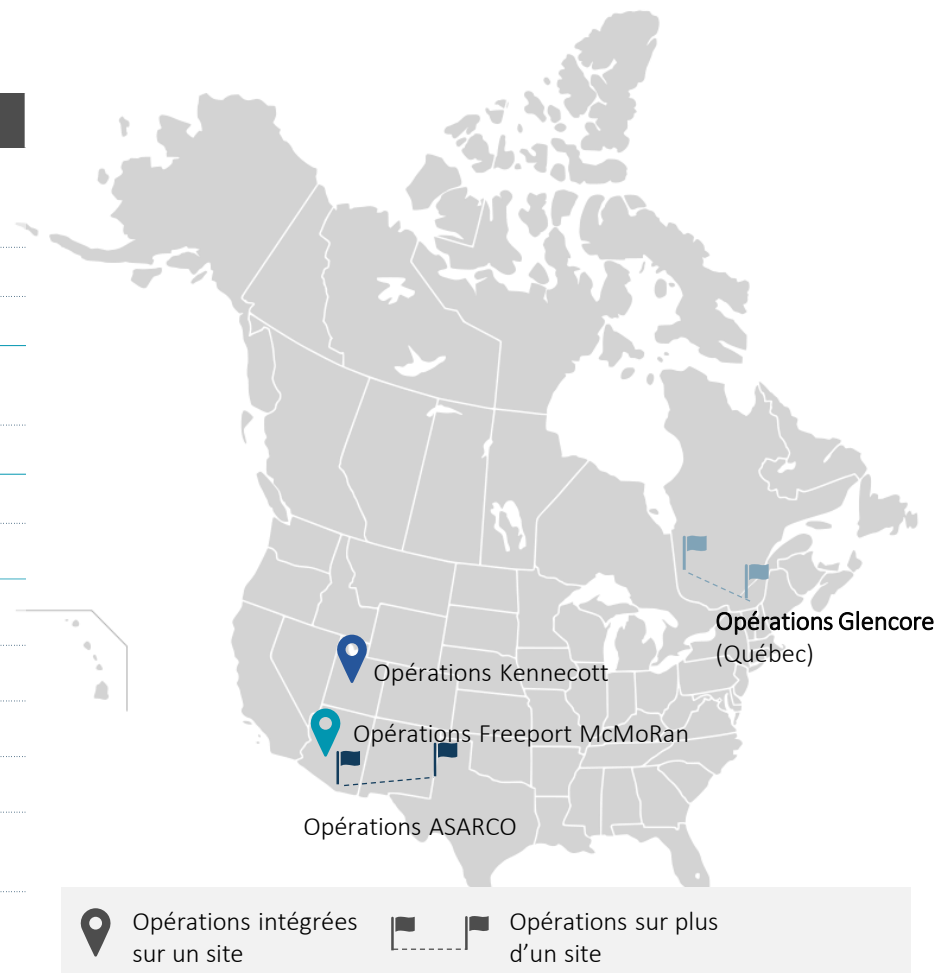 Opérations Glencore
(Québec)
Opérations Kennecott
Opérations Freeport McMoRan
Opérations ASARCO
Opérations intégrées
sur un site
Opérations sur plus
d'un site